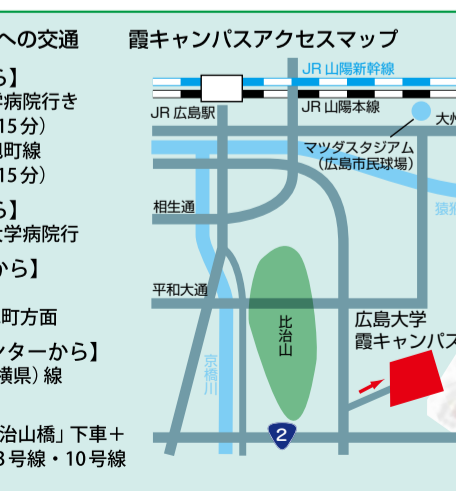 への交通
ら】
学病院行き
15分）
旭町線
15分）
ら】
大学病院行
から】
町方面
ンターから】
横県）線
治山橋」下車＋
3号線・10号線
霞キャンパスアクセスマップ
JR 山陽新幹線
JR 広島駅
JR 山陽本線
大州
マツダスタジアム
（広島市民球場）
猿猴
相生通
平和大通
比治山
広島大学
霞キャンパス
京橋川
2